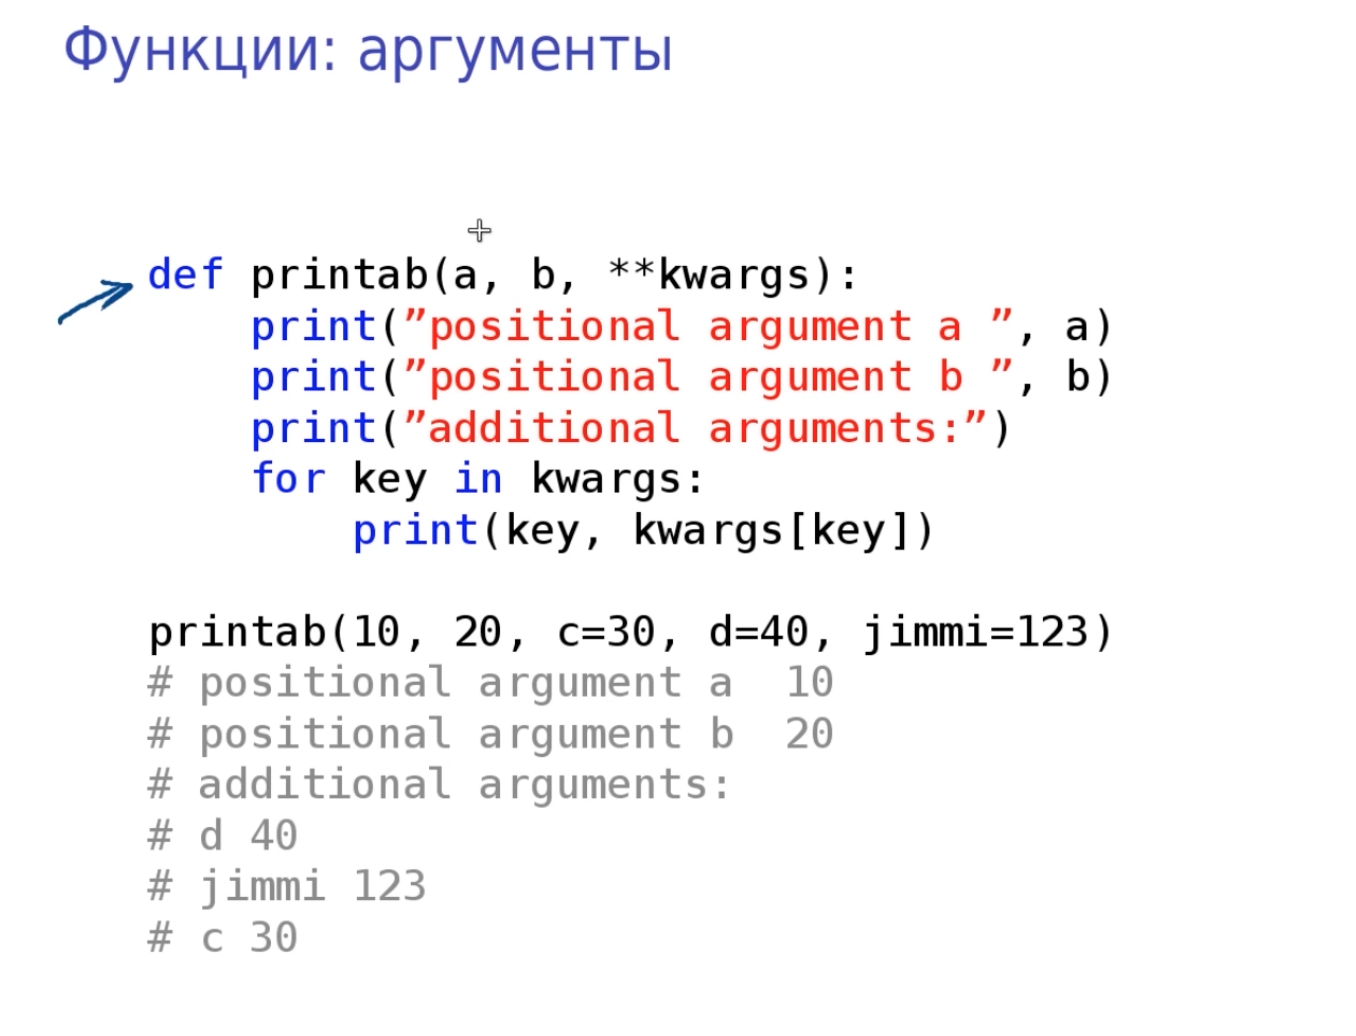 Функции: аргументы
def printab(a, b, **kwargs):
    print(”positional argument a ”, a)
    print(”positional argument b ”, b)
    print(”additional arguments:”)
    for key in kwargs:
        print(key, kwargs[key])
printab(10, 20, c=30, d=40, jimmi=123)
# positional argument a  10
# positional argument b  20
# additional arguments:
# d 40
# jimmi 123
# c 30